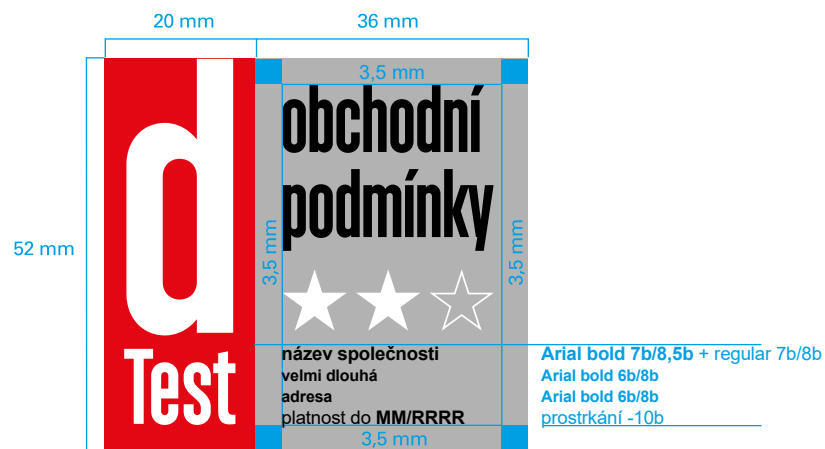 20 mm
36 mm
3,5 mm
obchodní
podmínky
52 mm
3,5 mm
3,5 mm
d
Test
název společnosti
velmi dlouhá
adresa
platnost do MM/RRRR
Arial bold 7b/8,5b + regular 7b/8b
Arial bold 6b/8b
Arial bold 6b/8b
prostrkání -10b
3,5 mm